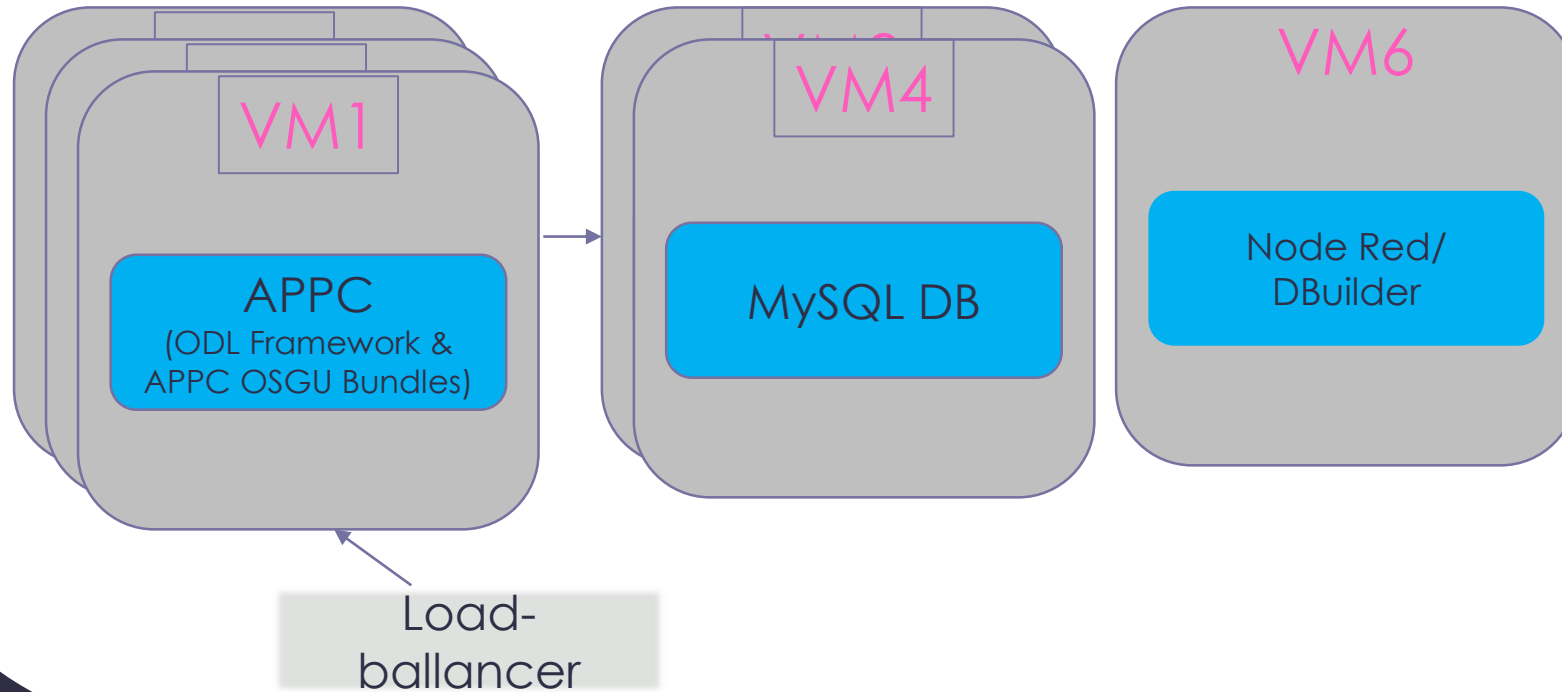 VM1
APPC
(ODL Framework &
APPC OSGU Bundles)
VM4
MySQL DB
VM6
Node Red/
DBuilder
Load-
ballancer